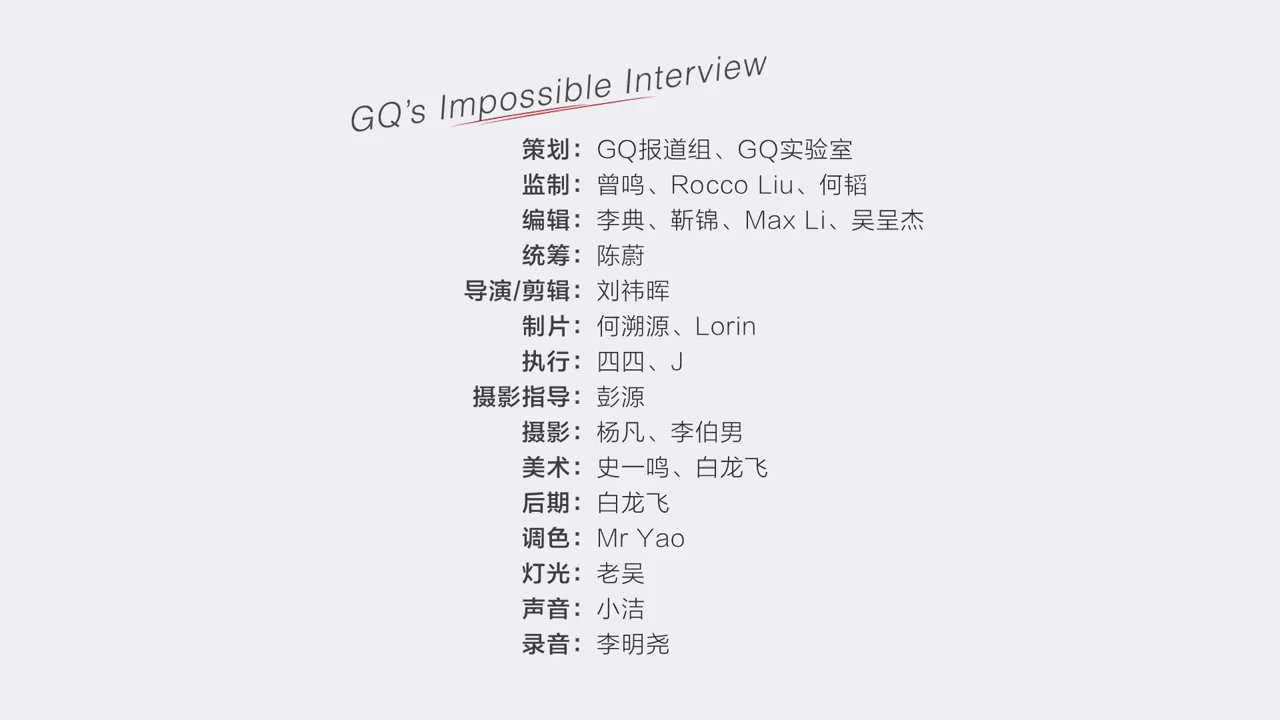 GQ's Impossible Interview
策划：GQ报道组、GQ实验室
监制：曾鸣、Rocco Liu、何韬
编辑：李典、靳锦、Max Li、吴呈杰
统筹：陈蔚
导演/剪辑：刘祎晖
制片：何溯源、Lorin
执行：四四、J
摄影指导：彭源
摄影：杨凡、李伯男
美术：史一鸣、白龙飞
后期：白龙飞
调色：Mr Yao
灯光：老吴
声音：小洁
录音：李明尧